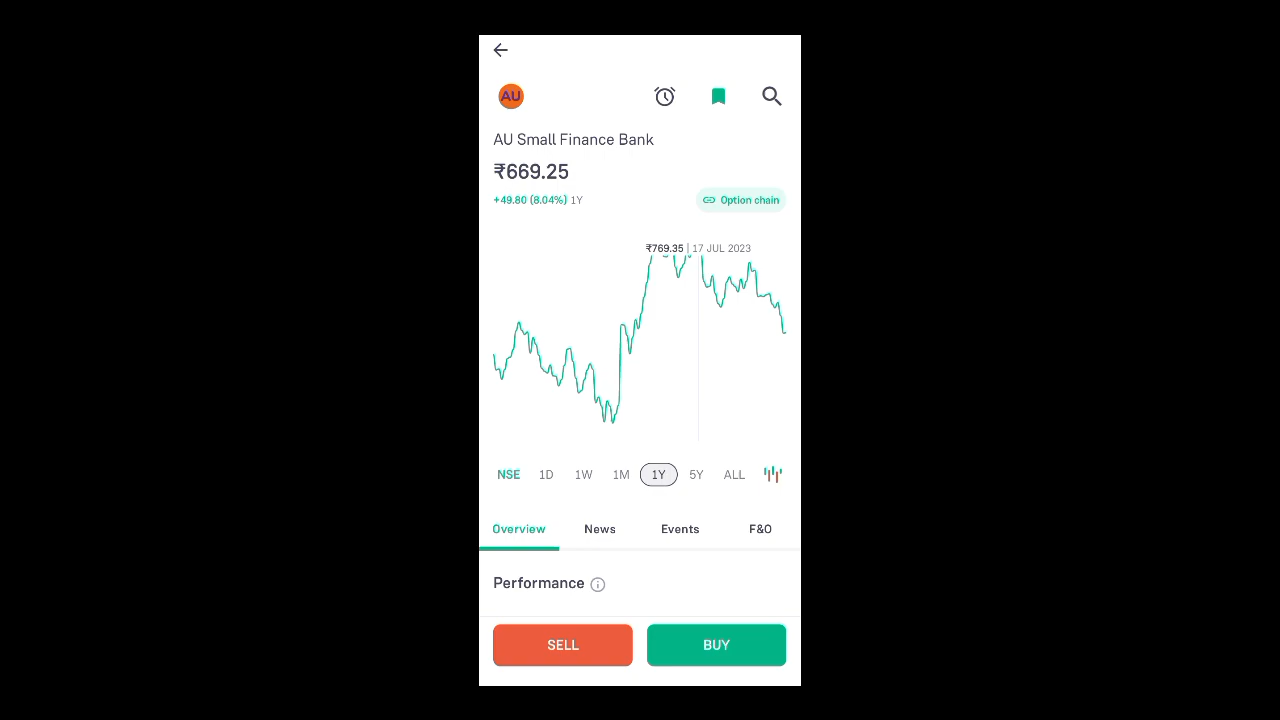 AU
AU Small Finance Bank
₹669.25
+49.80 (8.04%) 1Y
Option chain
₹769.35 | 17 JUL 2023
NSE 1D 1W 1M 1Y 5Y ALL
Overview News Events F&O
Performance
SELL BUY